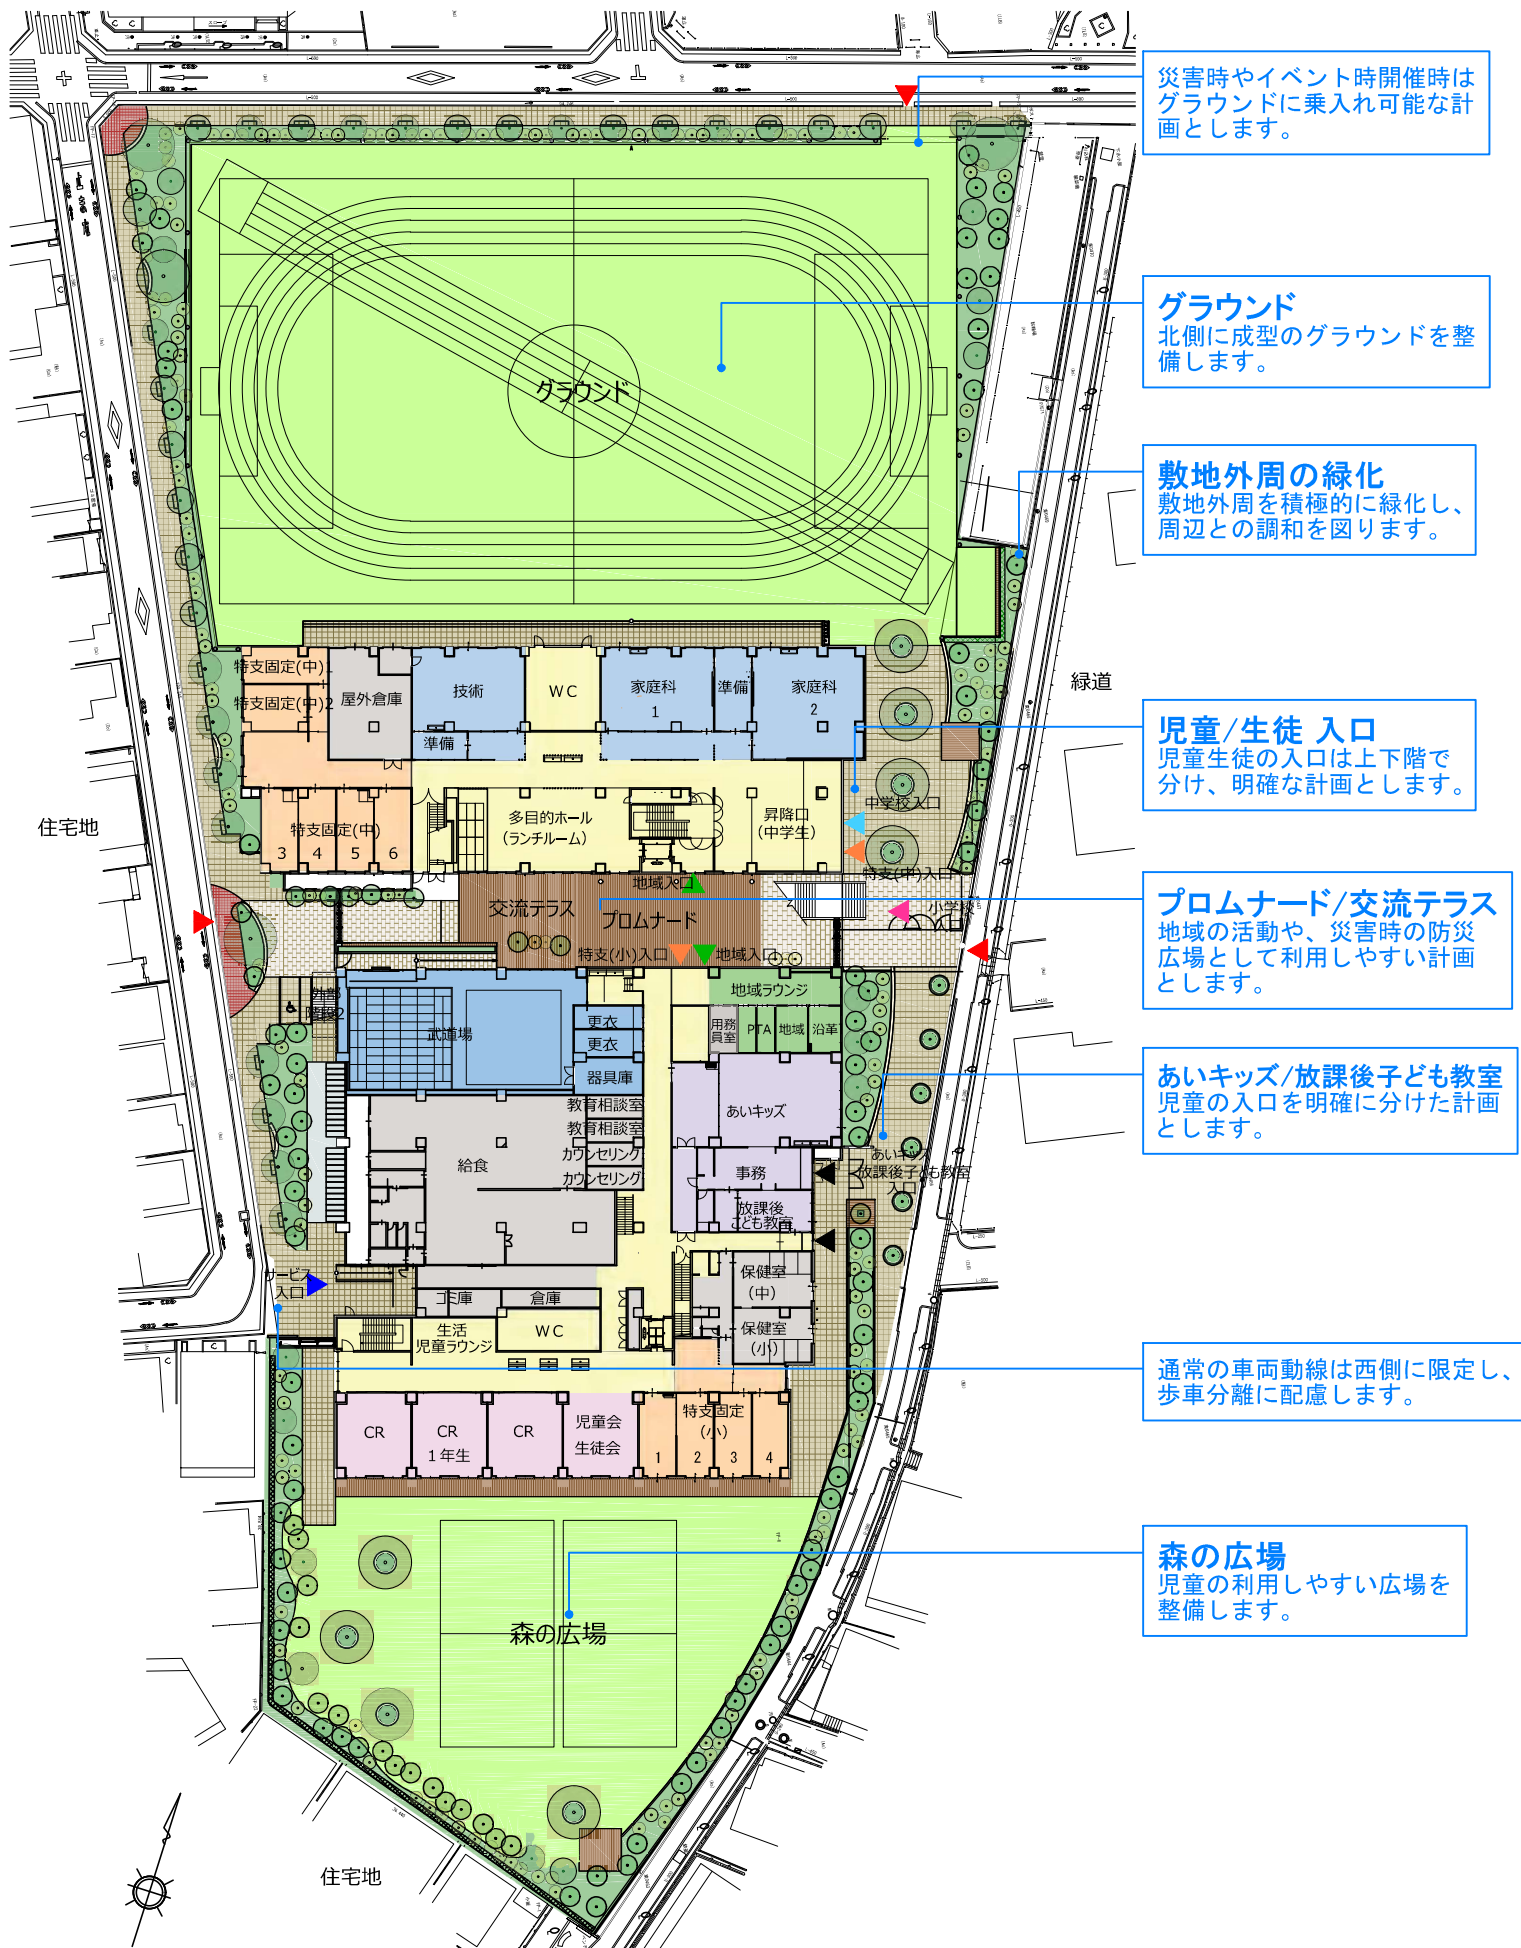 災害時やイベント時開催時は
グラウンドに乗入れ可能な計
画とします。
グラウンド
北側に成型のグラウンドを整
備します。
グラウンド
敷地外周の緑化
敷地外周を積極的に緑化し、
周辺との調和を図ります。
緑道
特支固定(中)1
特支固定(中)2
屋外倉庫
技術
準備
WC
家庭科
1
準備
家庭科
2
児童/生徒 入口
児童生徒の入口は上下階で
分け、明確な計画とします。
住宅地
特支固定(中)
3
4
5
6
多目的ホール
(ランチルーム)
昇降口
(中学生)
中学校入口
特支(中)入口
地域入口
交流テラス
プロムナード
小学校
特支(小)入口
地域入口
プロムナード/交流テラス
地域の活動や、災害時の防災
広場として利用しやすい計画
とします。
外部
階段2
武道場
更衣
更衣
器具庫
地域ラウンジ
用務
員室
PTA
地域
沿革
教育相談室
教育相談室
カウンセリング
カウンセリング
給食
あいキッズ
事務
放課後
こども教室
あいキッズ
放課後子ども教室
入口
あいキッズ/放課後子ども教室
児童の入口を明確に分けた計画
とします。
サービス
入口
ゴミ庫
倉庫
生活
児童ラウンジ
WC
保健室
(中)
保健室
(小)
通常の車両動線は西側に限定し、
歩車分離に配慮します。
CR
CR
1年生
CR
児童会
生徒会
特支固定
(小)
1
2
3
4
森の広場
児童の利用しやすい広場を
整備します。
森の広場
住宅地